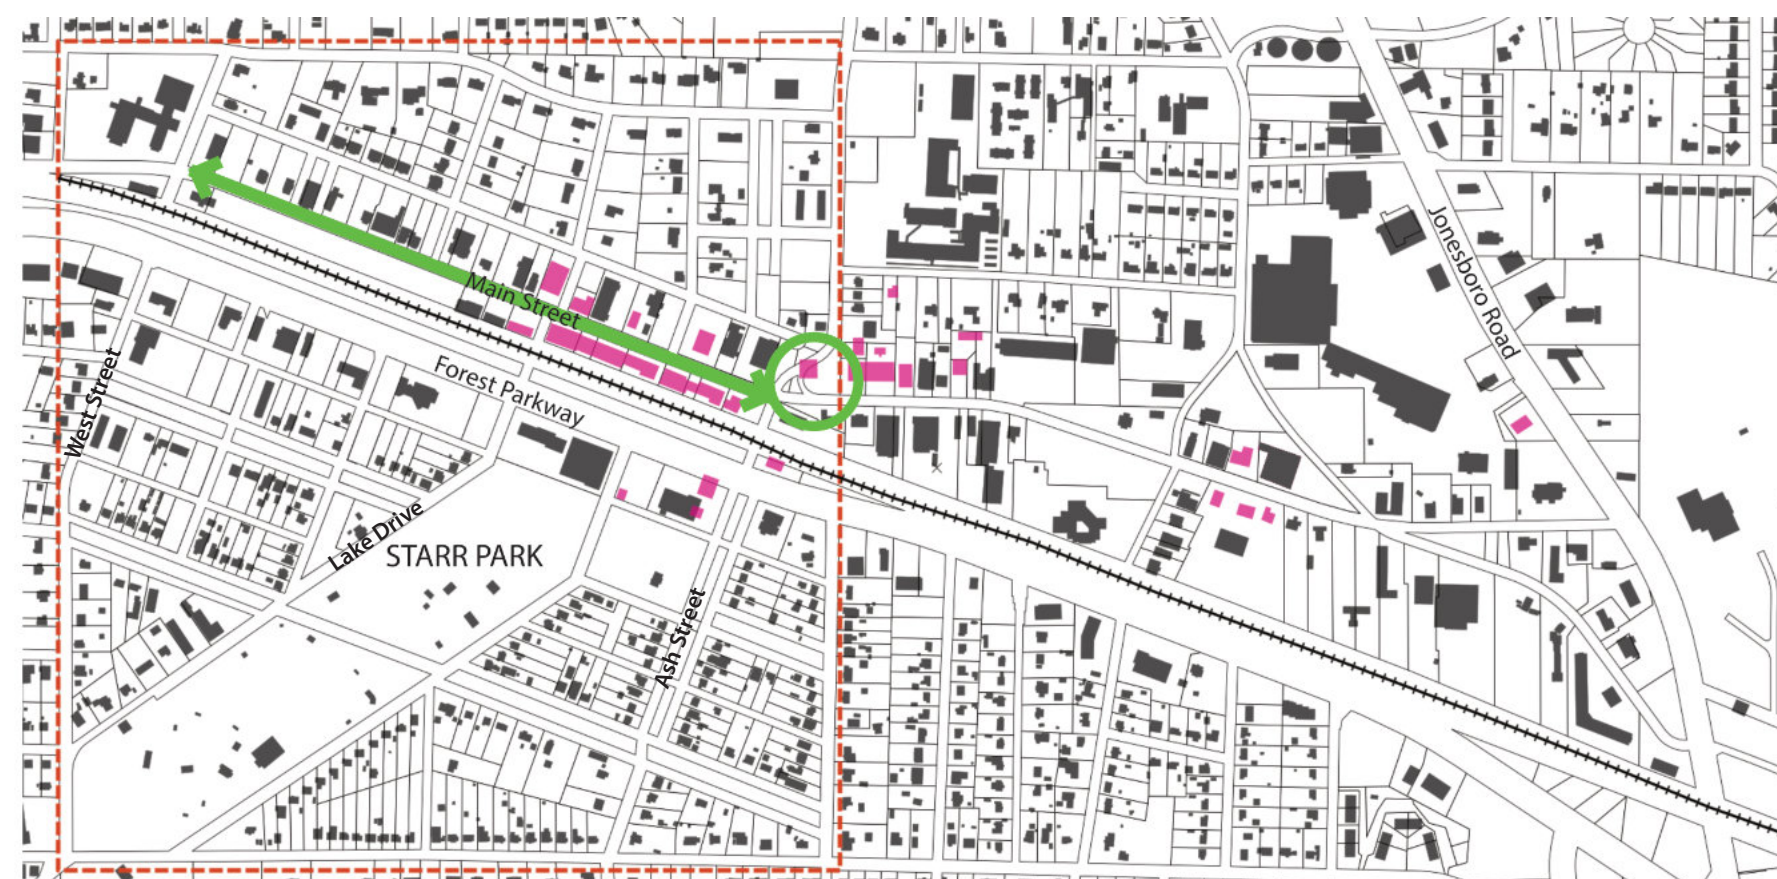 Jonesboro Road
Main Street
Forest Parkway
West Street
Lake Drive
STARR PARK
Ash Street